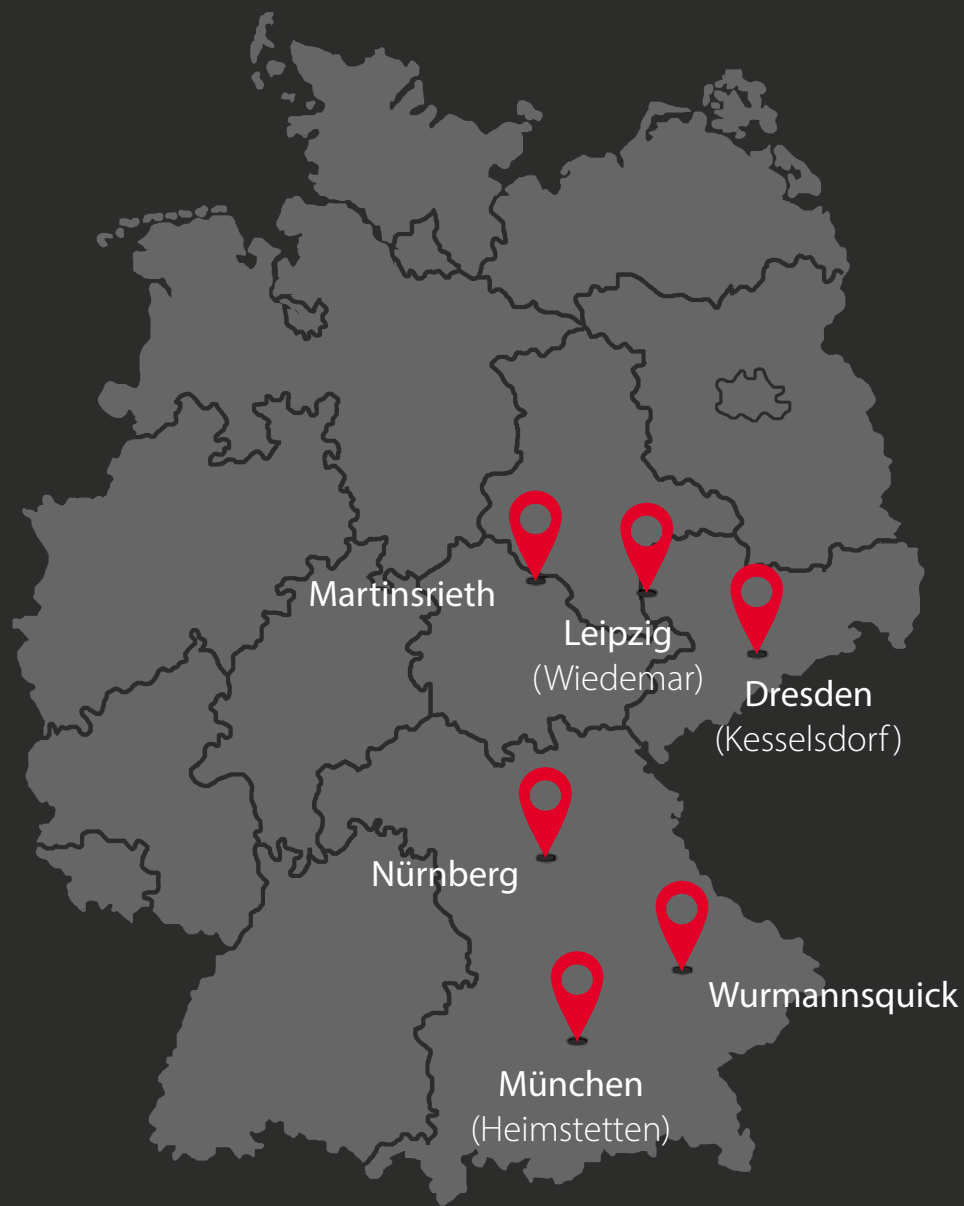 Martinsrieth
Leipzig
(Wiedemar)
Dresden
(Kesselsdorf)
Nürnberg
Wurmannsquick
München
(Heimstetten)